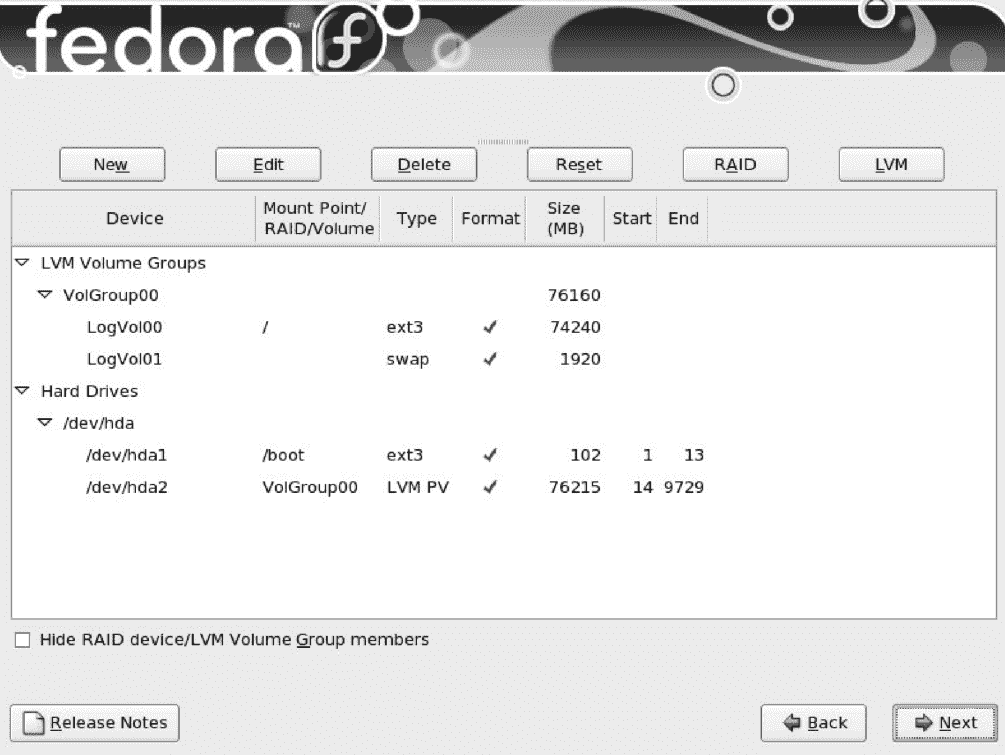 fedora f™
New Edit Delete Reset RAID LVM
Device Mount Point/ RAID/Volume Type Format Size (MB) Start End
LVM Volume Groups
VolGroup00 76160
LogVol00 / ext3 ✓ 74240
LogVol01 swap ✓ 1920
Hard Drives
/dev/hda
/dev/hda1 /boot ext3 ✓ 102 1 13
/dev/hda2 VolGroup00 LVM PV ✓ 76215 14 9729
Hide RAID device/LVM Volume Group members
Release Notes Back Next